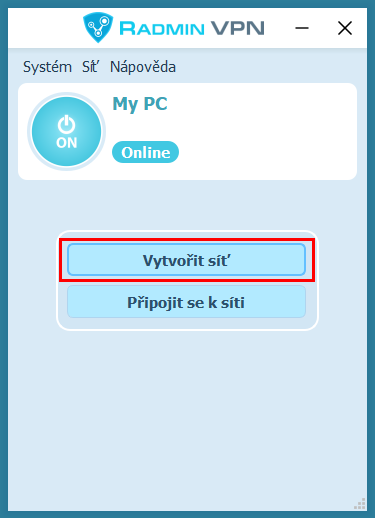 RADMIN VPN
Systém Síť Nápověda
My PC
ON
Online
Vytvořit síť
Připojit se k síti